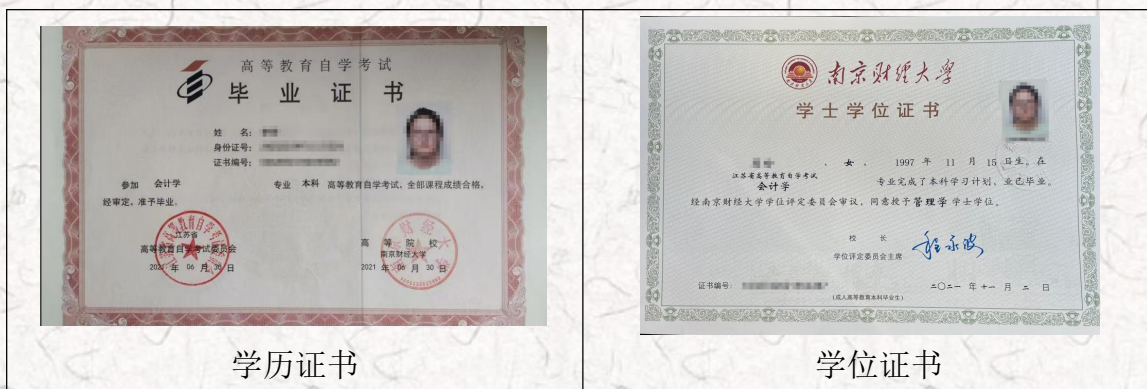 高等教育自学考试
毕业证书
姓 名:
身份证号:
证书编号:
参加 会计学 专业 本科 高等教育自学考试、全部课程成绩合格,
经审定,准予毕业。
江苏省
高等教育自学考试委员会
2021 年 06 月 30 日
高等院校
南京财经大学
2021 年 06 月 30 日
学历证书
南京财经大学
学士学位证书
、 女 、 1997 年 11 月 15 日生。在
江苏省高等教育自学考试
会计学 专业完成了本科学习计划,业已毕业。
经南京财经大学学位评定委员会审议,同意授予管理学学士学位。
校 长
学位评定委员会主席
程永波
证书编号:
二〇二一 年 十一 月 二 日
(成人高等教育本科毕业生)
学位证书